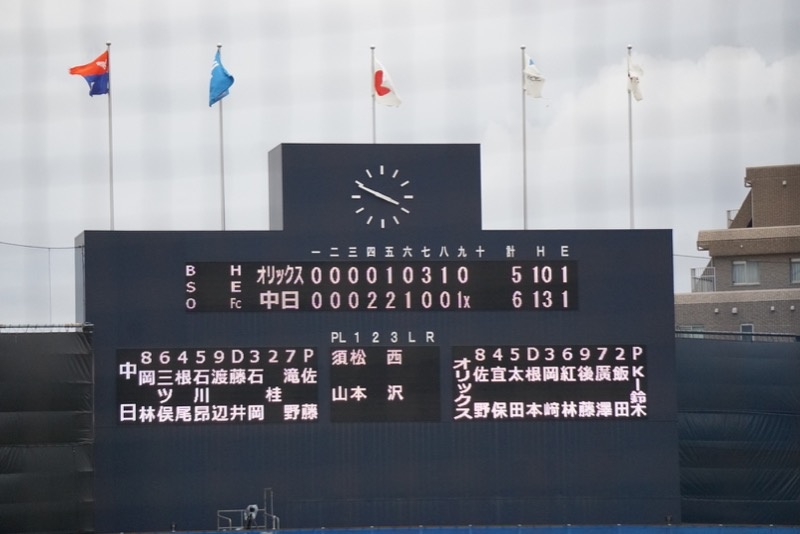 一 二 三 四 五 六 七 八 九 十 計 H E
B H オリックス 0 0 0 0 1 0 3 1 0 5 10 1
S E
O Fc 中日 0 0 0 2 2 1 0 0 1x 6 13 1
PL 1 2 3 L R
中日
8 6 4 5 9 D 3 2 7 P
岡林
三ツ俣
根尾
石川昂
渡辺
藤井
石岡
桂
滝野
佐藤
須山
松本
西沢
オリックス
8 4 5 D 3 6 9 7 2 P
佐野
宜保
太田
根本
岡崎
紅林
後藤
廣澤
飯田
K-鈴木